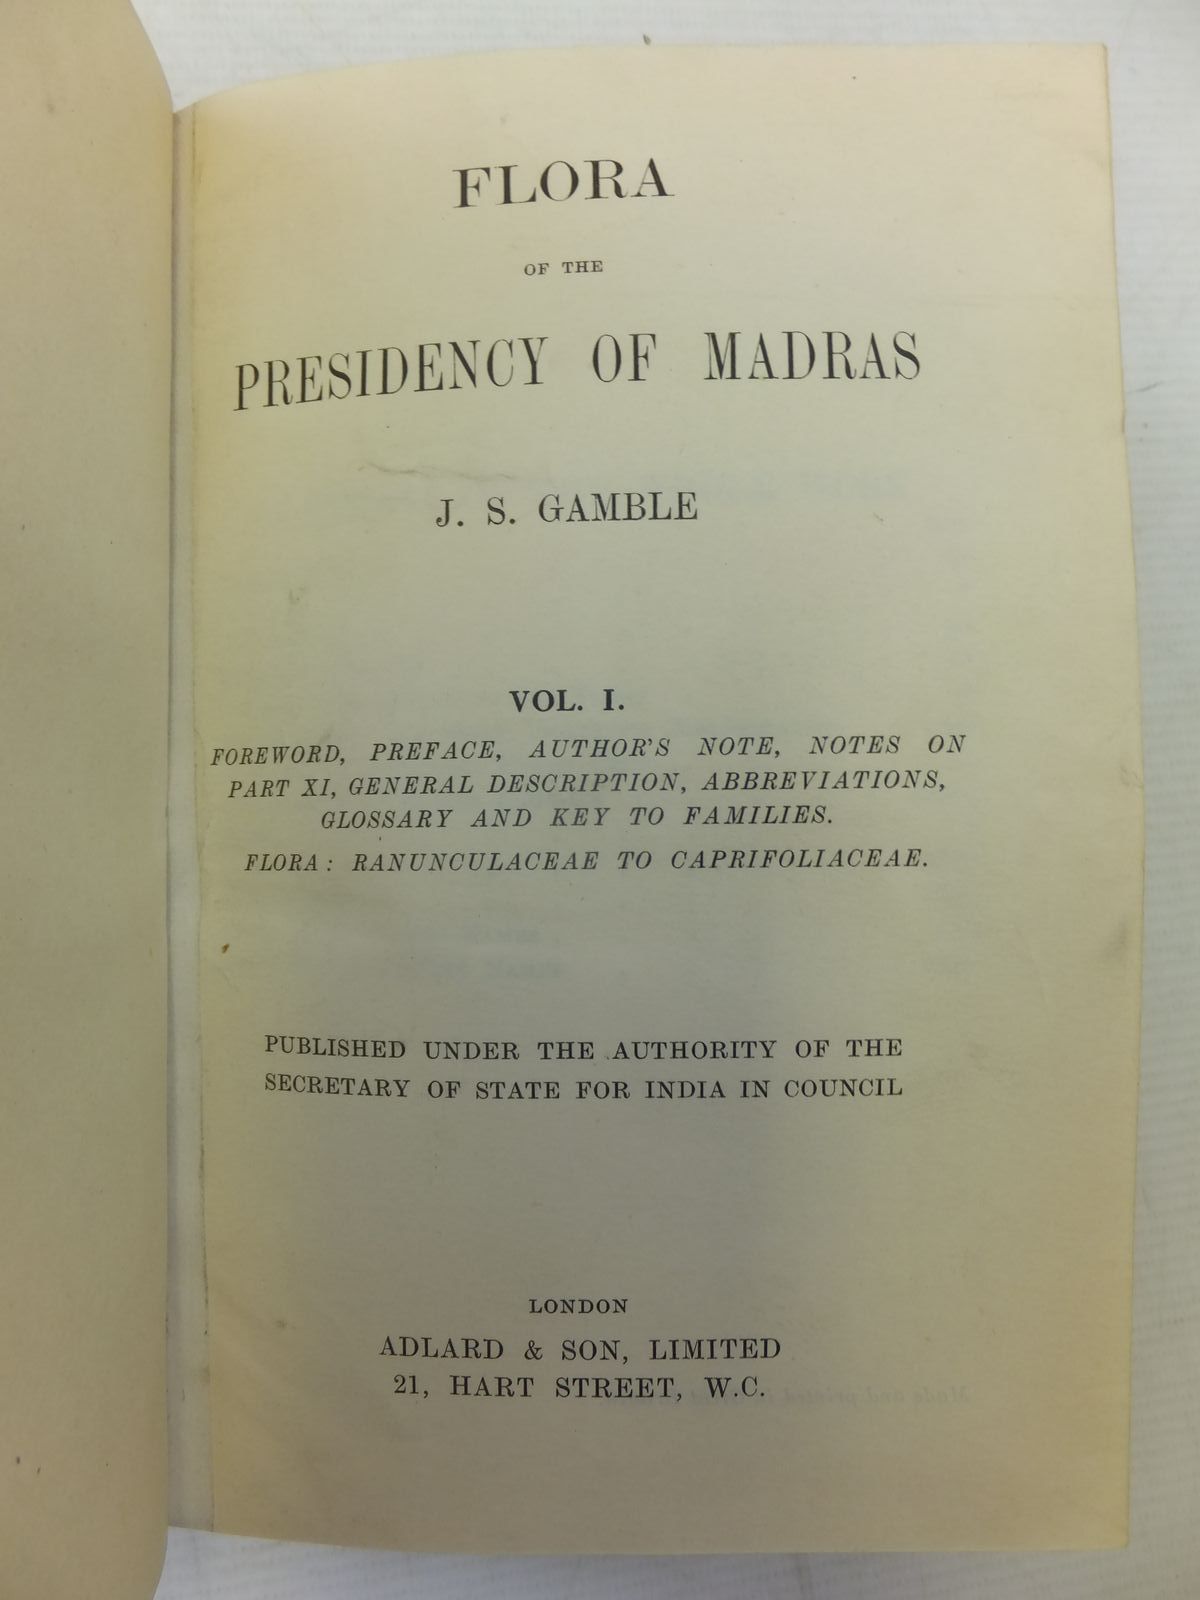 FLORA
OF THE
PRESIDENCY OF MADRAS
J. S. GAMBLE
VOL. I.
FOREWORD, PREFACE, AUTHOR'S NOTE, NOTES ON
PART XI, GENERAL DESCRIPTION, ABBREVIATIONS,
GLOSSARY AND KEY TO FAMILIES.
FLORA: RANUNCULACEAE TO CAPRIFOLIACEAE.
PUBLISHED UNDER THE AUTHORITY OF THE
SECRETARY OF STATE FOR INDIA IN COUNCIL
LONDON
ADLARD & SON, LIMITED
21, HART STREET, W.C.